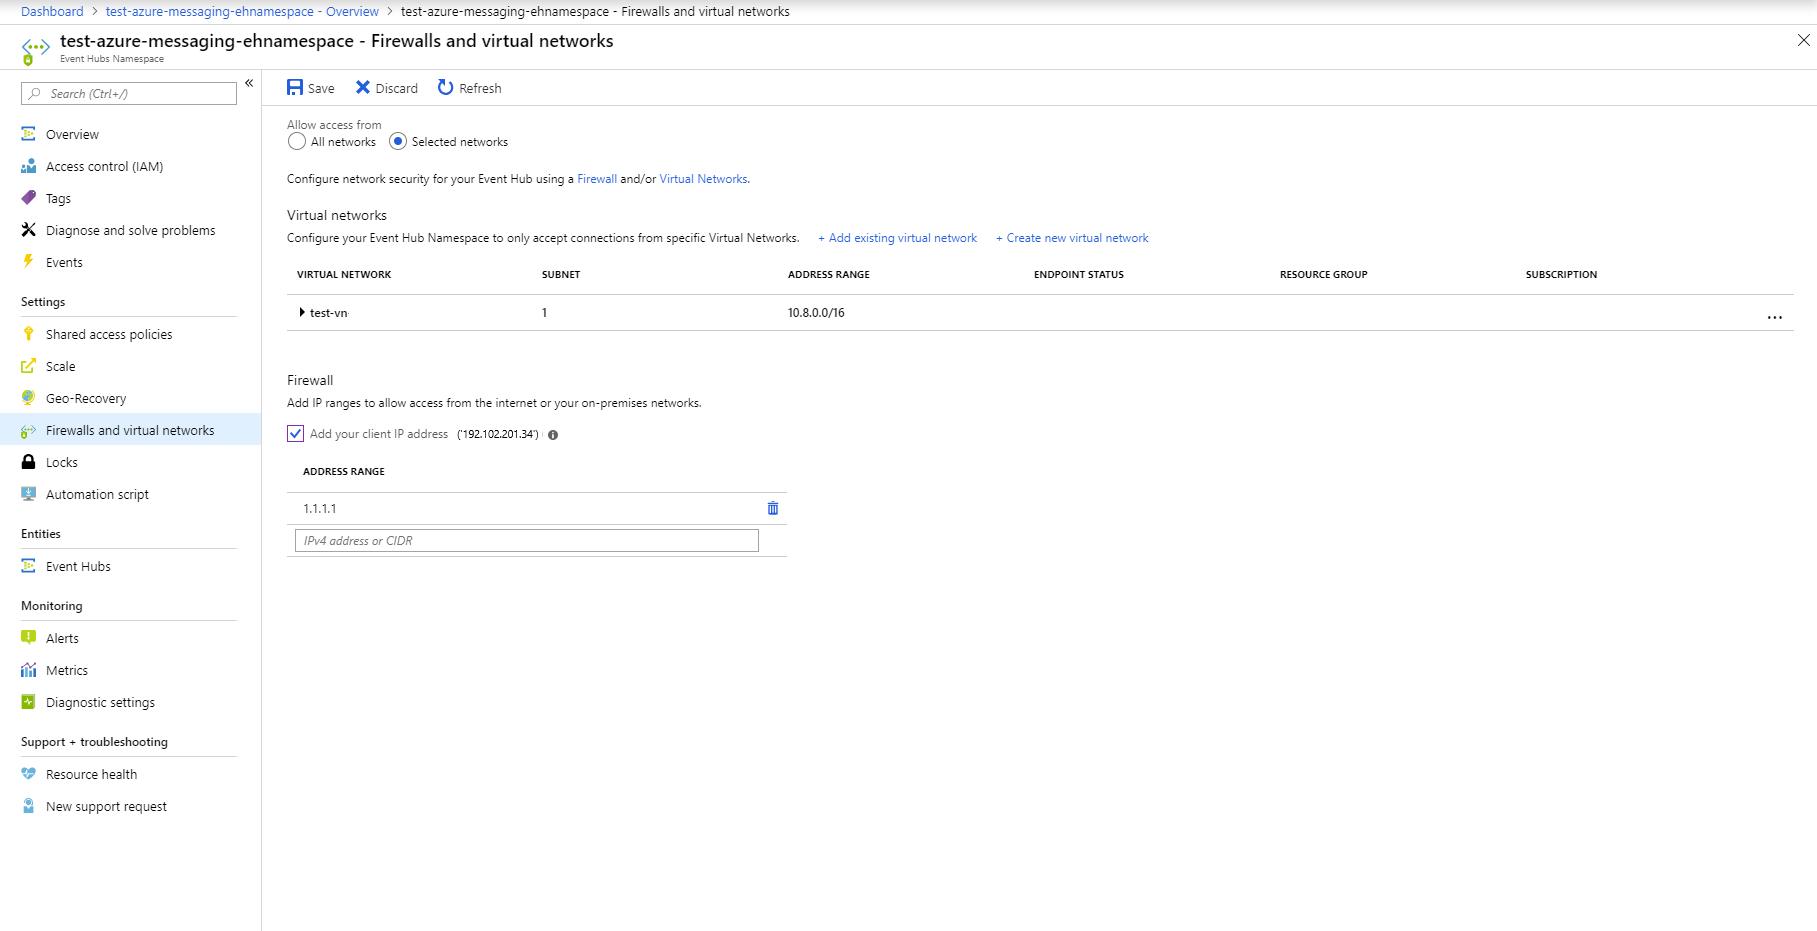 Dashboard > test-azure-messaging-ehnamespace - Overview > test-azure-messaging-ehnamespace - Firewalls and virtual networks
test-azure-messaging-ehnamespace - Firewalls and virtual networks
Event Hubs Namespace
Search (Ctrl+/)
«
Overview
Access control (IAM)
Tags
Diagnose and solve problems
Events
Settings
Shared access policies
Scale
Geo-Recovery
Firewalls and virtual networks
Locks
Automation script
Entities
Event Hubs
Monitoring
Alerts
Metrics
Diagnostic settings
Support + troubleshooting
Resource health
New support request
Save Discard Refresh
Allow access from
All networks Selected networks
Configure network security for your Event Hub using a Firewall and/or Virtual Networks.
Virtual networks
Configure your Event Hub Namespace to only accept connections from specific Virtual Networks. + Add existing virtual network + Create new virtual network
VIRTUAL NETWORK SUBNET ADDRESS RANGE ENDPOINT STATUS RESOURCE GROUP SUBSCRIPTION
test-vn 1 10.8.0.0/16 ...
Firewall
Add IP ranges to allow access from the internet or your on-premises networks.
Add your client IP address ('192.102.201.34')
ADDRESS RANGE
1.1.1.1
IPv4 address or CIDR